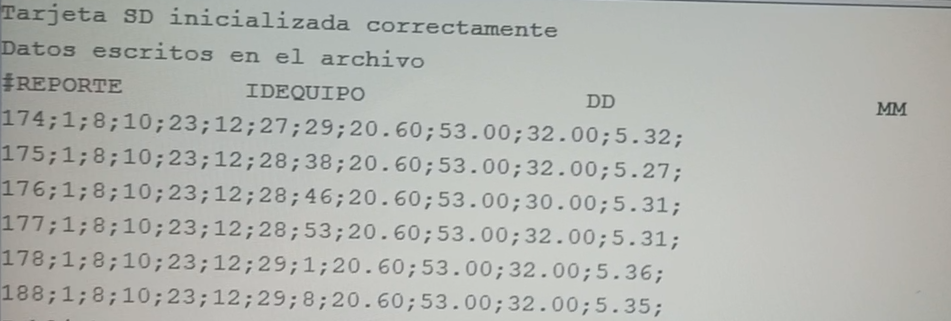 Tarjeta SD inicializada correctamente
Datos escritos en el archivo
#REPORTE IDEQUIPO DD MM
174;1;8;10;23;12;27;29;20.60;53.00;32.00;5.32;
175;1;8;10;23;12;28;38;20.60;53.00;32.00;5.27;
176;1;8;10;23;12;28;46;20.60;53.00;30.00;5.31;
177;1;8;10;23;12;28;53;20.60;53.00;32.00;5.31;
178;1;8;10;23;12;29;1;20.60;53.00;32.00;5.36;
188;1;8;10;23;12;29;8;20.60;53.00;32.00;5.35;